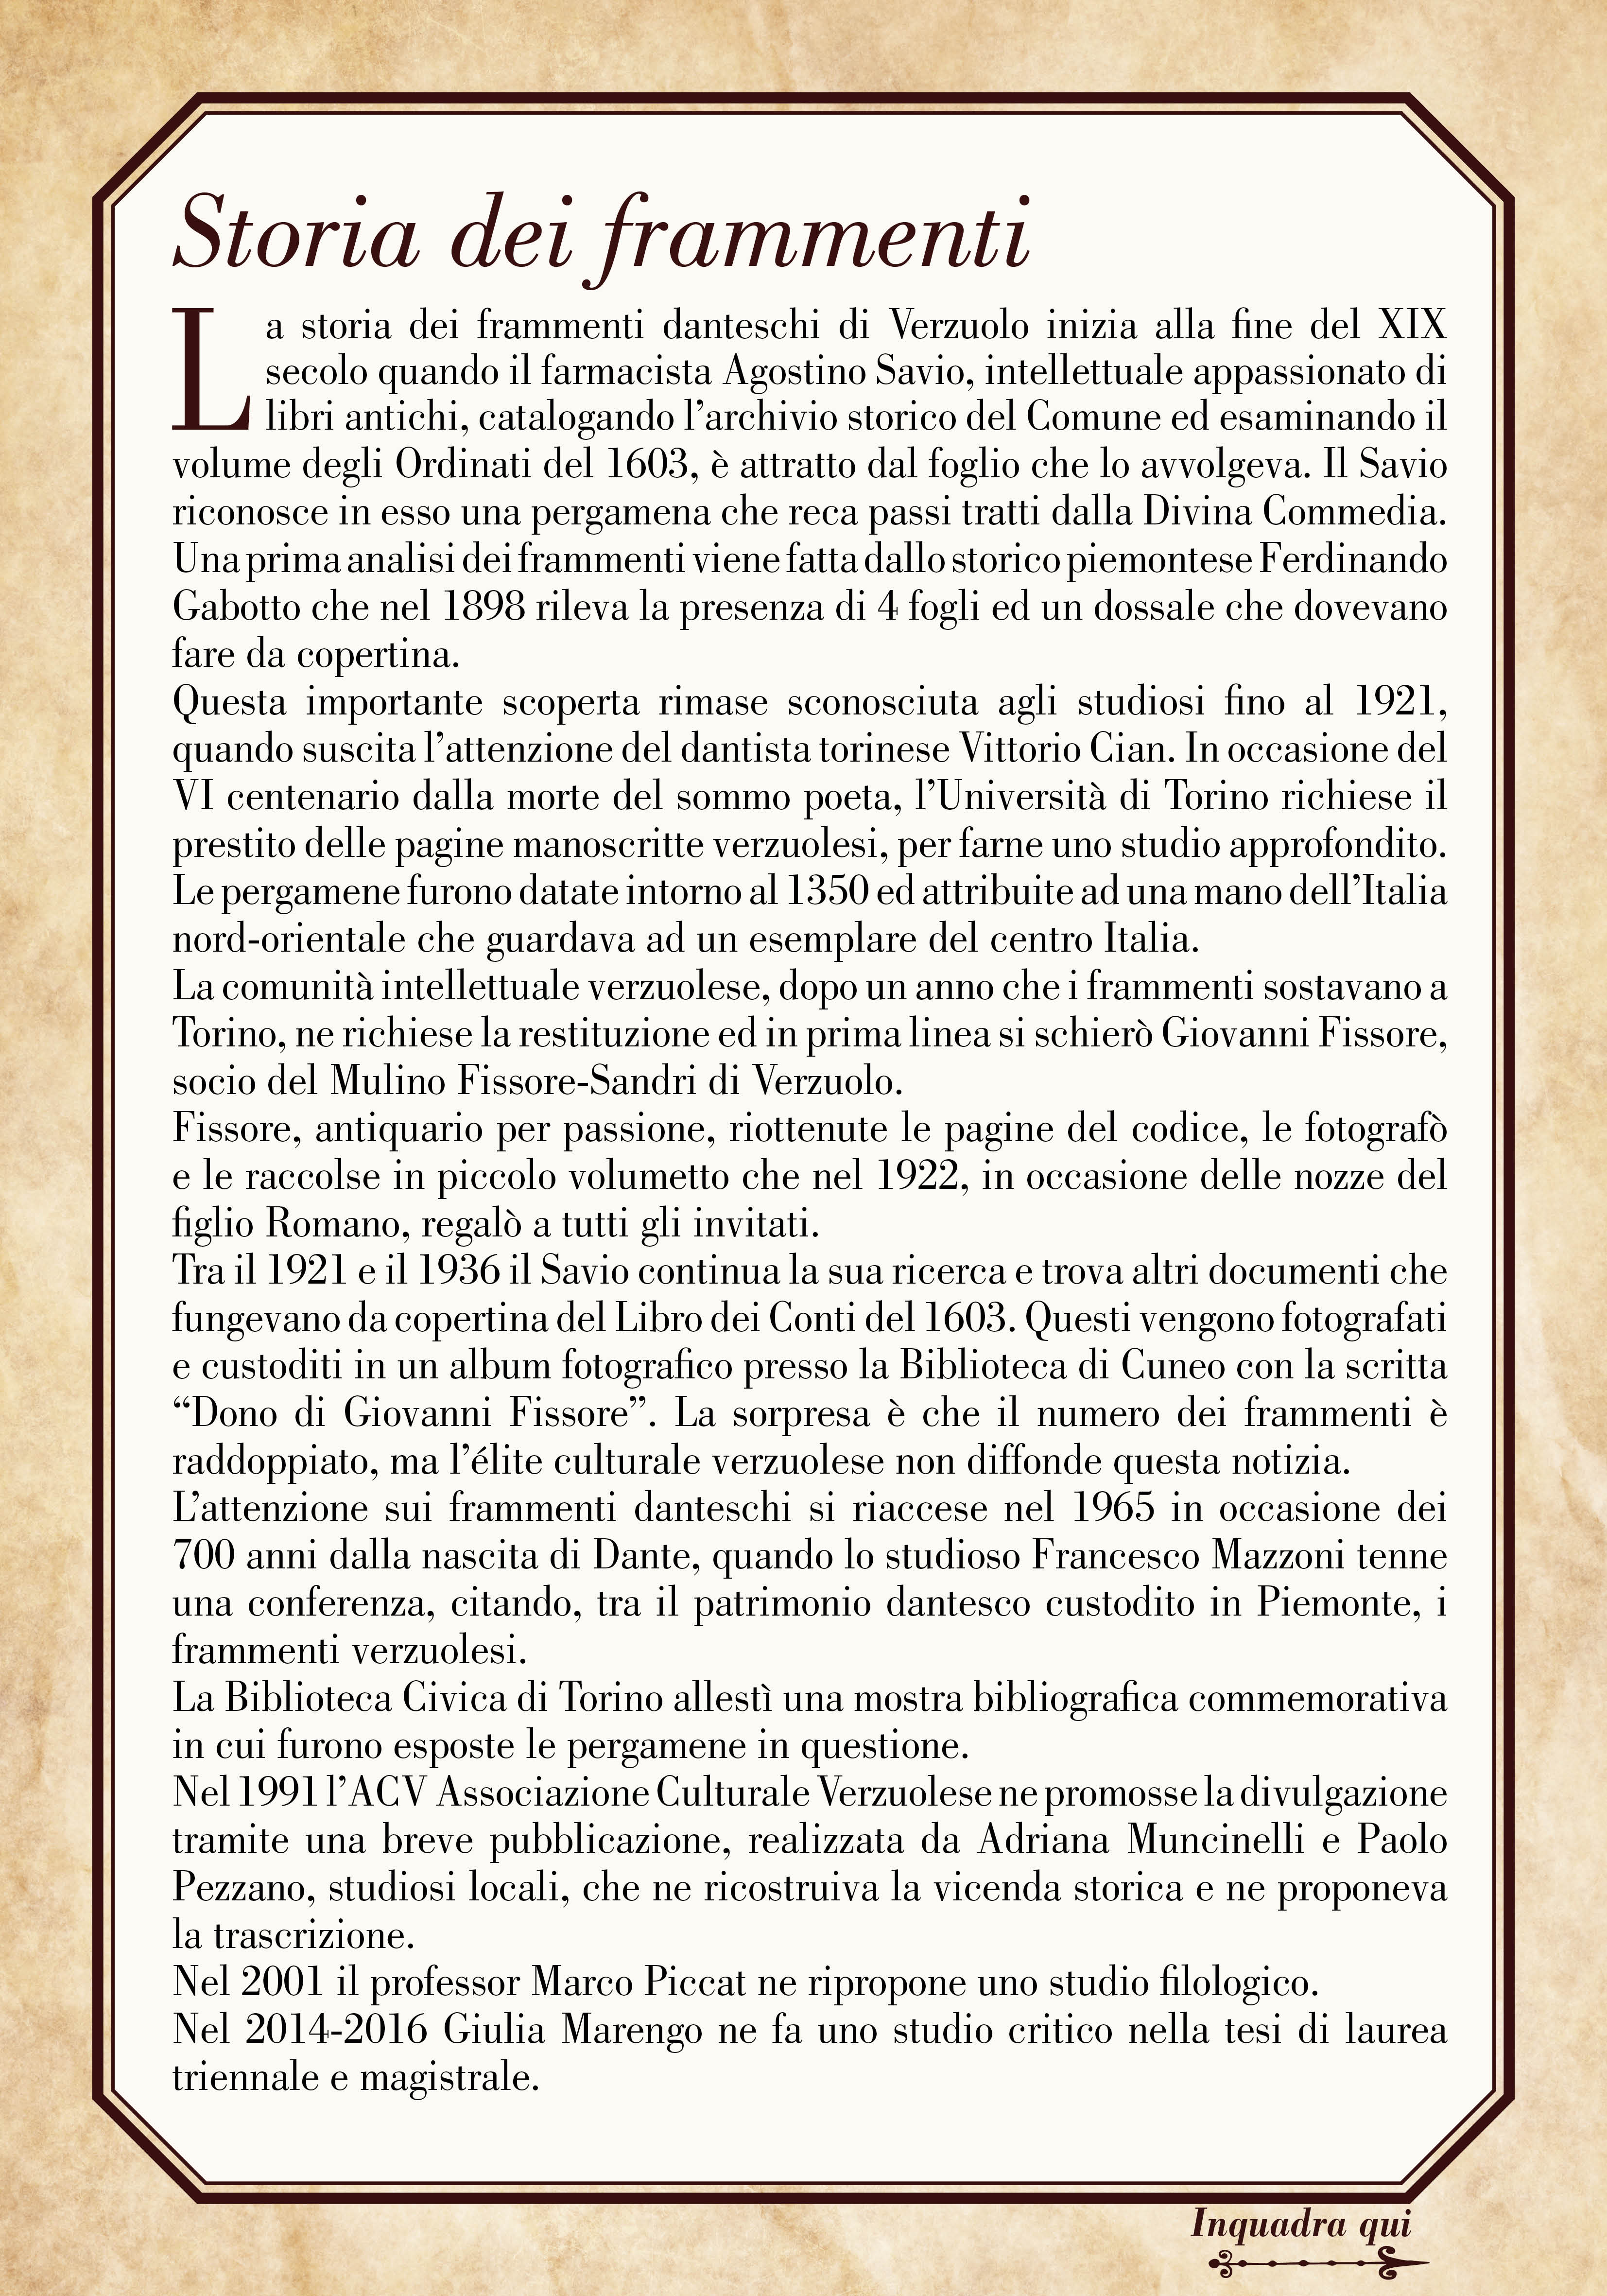 Storia dei frammenti
La storia dei frammenti danteschi di Verzuolo inizia alla fine del XIX
secolo quando il farmacista Agostino Savio, intellettuale appassionato di
libri antichi, catalogando l’archivio storico del Comune ed esaminando il
volume degli Ordinati del 1603, è attratto dal foglio che lo avvolgeva. Il Savio
riconosce in esso una pergamena che reca passi tratti dalla Divina Commedia.
Una prima analisi dei frammenti viene fatta dallo storico piemontese Ferdinando
Gabotto che nel 1898 rileva la presenza di 4 fogli ed un dossale che dovevano
fare da copertina.
Questa importante scoperta rimase sconosciuta agli studiosi fino al 1921,
quando suscita l’attenzione del dantista torinese Vittorio Cian. In occasione del
VI centenario dalla morte del sommo poeta, l’Università di Torino richiese il
prestito delle pagine manoscritte verzuolesi, per farne uno studio approfondito.
Le pergamene furono datate intorno al 1350 ed attribuite ad una mano dell’Italia
nord-orientale che guardava ad un esemplare del centro Italia.
La comunità intellettuale verzuolese, dopo un anno che i frammenti sostavano a
Torino, ne richiese la restituzione ed in prima linea si schierò Giovanni Fissore,
socio del Mulino Fissore-Sandri di Verzuolo.
Fissore, antiquario per passione, riottenute le pagine del codice, le fotografò
e le raccolse in piccolo volumetto che nel 1922, in occasione delle nozze del
figlio Romano, regalò a tutti gli invitati.
Tra il 1921 e il 1936 il Savio continua la sua ricerca e trova altri documenti che
fungevano da copertina del Libro dei Conti del 1603. Questi vengono fotografati
e custoditi in un album fotografico presso la Biblioteca di Cuneo con la scritta
“Dono di Giovanni Fissore”. La sorpresa è che il numero dei frammenti è
raddoppiato, ma l’élite culturale verzuolese non diffonde questa notizia.
L’attenzione sui frammenti danteschi si riaccese nel 1965 in occasione dei
700 anni dalla nascita di Dante, quando lo studioso Francesco Mazzoni tenne
una conferenza, citando, tra il patrimonio dantesco custodito in Piemonte, i
frammenti verzuolesi.
La Biblioteca Civica di Torino allestì una mostra bibliografica commemorativa
in cui furono esposte le pergamene in questione.
Nel 1991 l’ACV Associazione Culturale Verzuolese ne promosse la divulgazione
tramite una breve pubblicazione, realizzata da Adriana Muncinelli e Paolo
Pezzano, studiosi locali, che ne ricostruiva la vicenda storica e ne proponeva
la trascrizione.
Nel 2001 il professor Marco Piccat ne ripropone uno studio filologico.
Nel 2014-2016 Giulia Marengo ne fa uno studio critico nella tesi di laurea
triennale e magistrale.
Inquadra qui